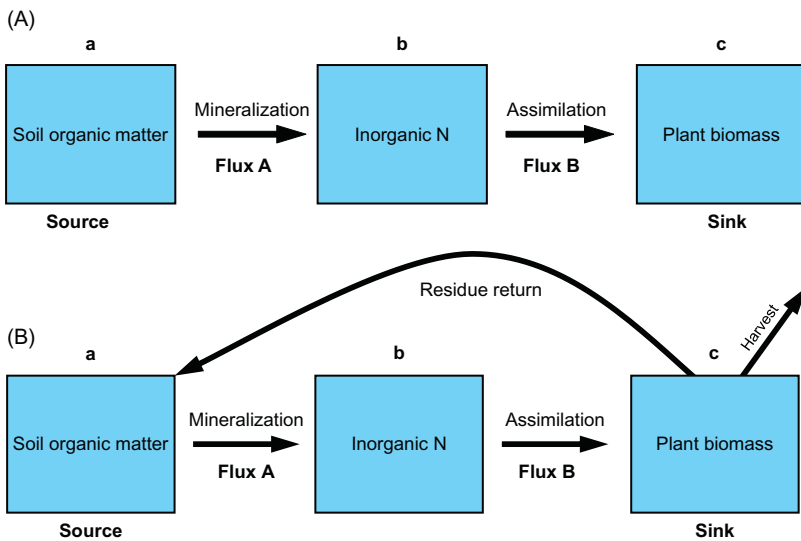 (A)
a b c
Soil organic matter Mineralization Inorganic N Assimilation Plant biomass
Flux A Flux B
Source Sink
Residue return
Harvest
(B)
a b c
Soil organic matter Mineralization Inorganic N Assimilation Plant biomass
Flux A Flux B
Source Sink